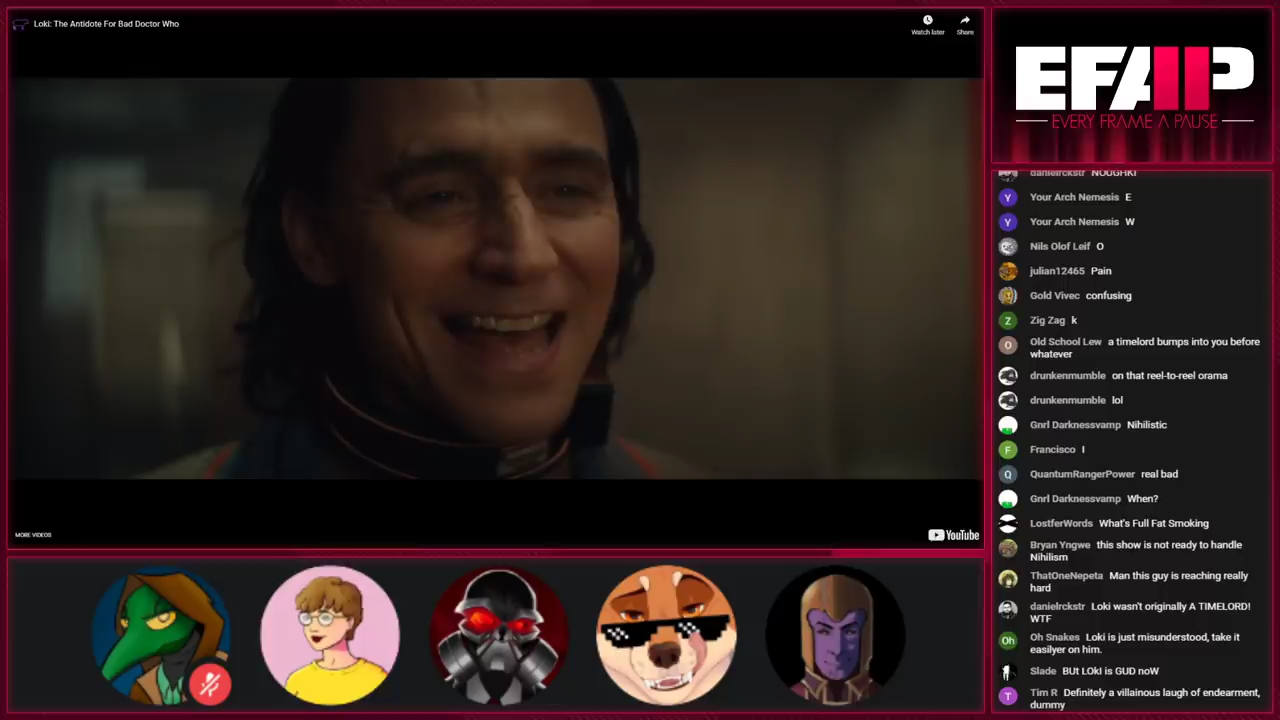 Loki: The Antidote For Bad Doctor Who
Watch later
Share
MORE VIDEOS
YouTube
EFAP
EVERY FRAME A PAUSE
danielrckstr NOUGHKI
Your Arch Nemesis E
Your Arch Nemesis W
Nils Olof Leif O
julian12465 Pain
Gold Vivec confusing
Zig Zag k
Old School Lew a timelord bumps into you before
whatever
drunkenmumble on that reel-to-reel orama
drunkenmumble lol
Gnrl Darknessvamp Nihilistic
Francisco I
QuantumRangerPower real bad
Gnrl Darknessvamp When?
LostferWords What's Full Fat Smoking
Bryan Yngwe this show is not ready to handle
Nihilism
ThatOneNepeta Man this guy is reaching really
hard
danielrckstr Loki wasn't originally A TIMELORD!
WTF
Oh Snakes Loki is just misunderstood, take it
easilyer on him.
Slade BUt LOki is GUD noW
Tim R Definitely a villainous laugh of endearment,
dummy
Y
Y
Z
O
F
Q
Oh
T